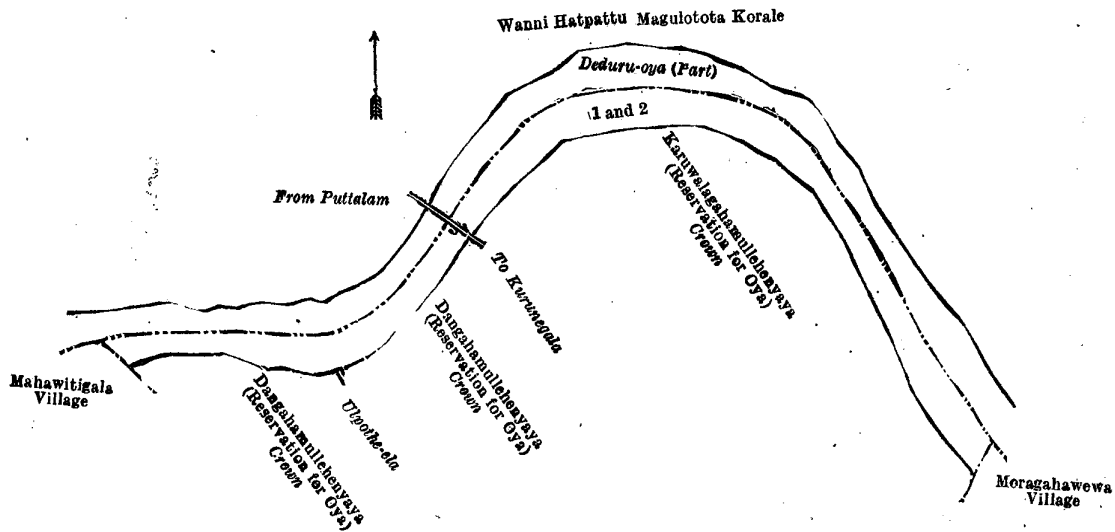 Wanni Hatpattu Magulotota Korale
Deduru-oya (Part)
1 and 2
From Puttalam
To Kurunegala
Karuwalagahamullehenyaya
(Reservation for Oya)
Crown
Dangahamullehenyaya
(Reservation for Oya)
Crown
Mahawitigala
Village
Dangahamullehenyaya
(Reservation for Oya)
Crown
Ulpothe-ela
Moragahawewa
Village